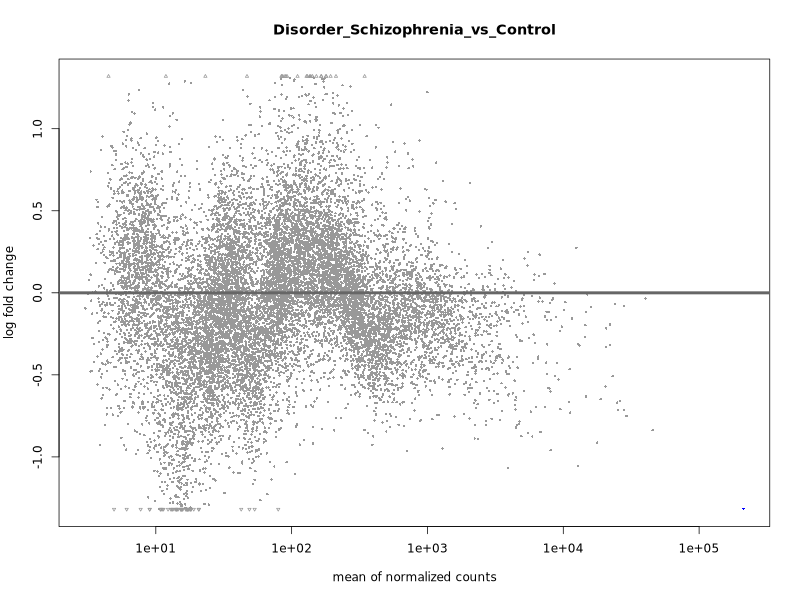 Disorder_Schizophrenia_vs_Control
log fold change
1.0
0.5
0.0
-0.5
-1.0
1e+01 1e+02 1e+03 1e+04 1e+05
mean of normalized counts